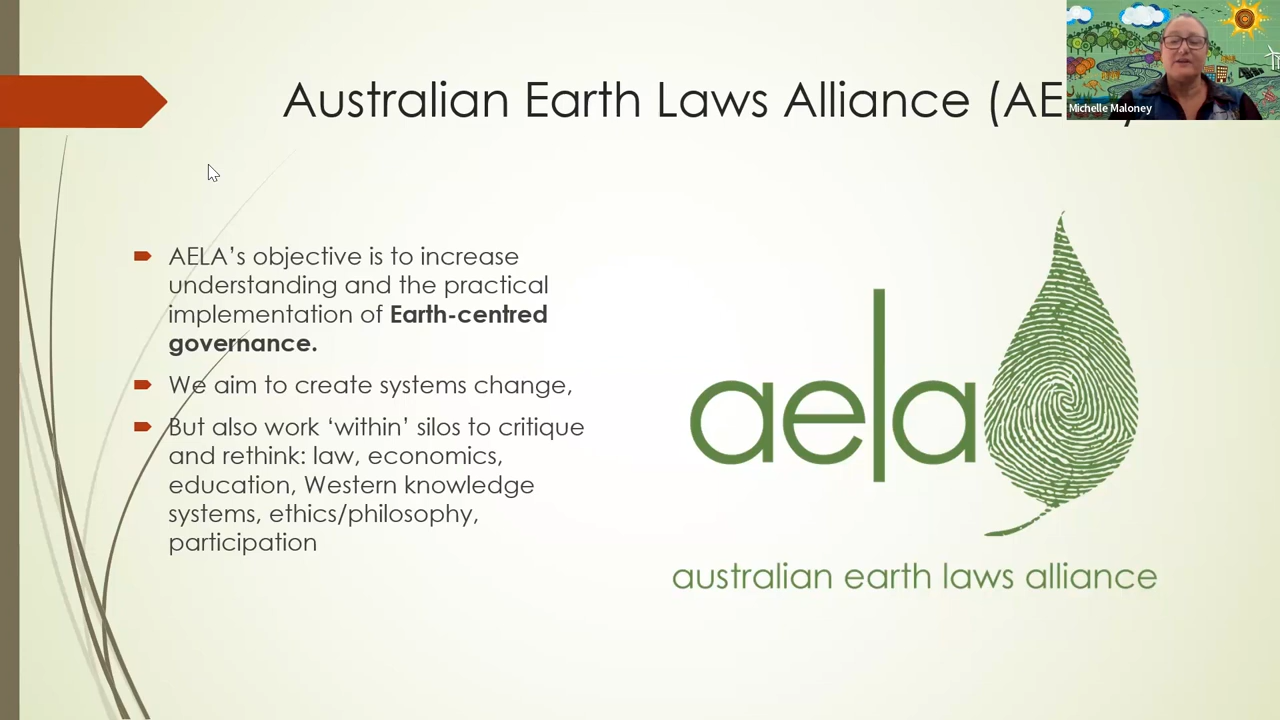 Australian Earth Laws Alliance (AE
Michelle Maloney
AELA’s objective is to increase
understanding and the practical
implementation of Earth-centred
governance.
We aim to create systems change,
But also work ‘within’ silos to critique
and rethink: law, economics,
education, Western knowledge
systems, ethics/philosophy,
participation
aela
australian earth laws alliance